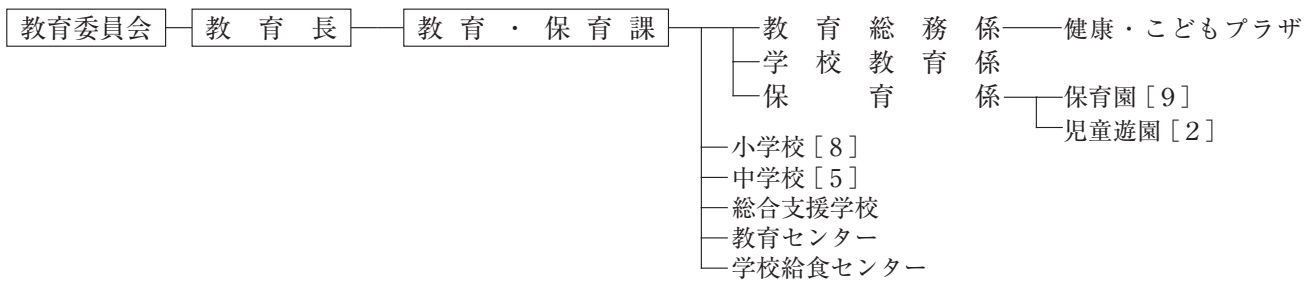 教育委員会 教育長 教育・保育課 教育総務係 健康・こどもプラザ
学校教育係
保育係 保育園［9］
児童遊園［2］
小学校［8］
中学校［5］
総合支援学校
教育センター
学校給食センター